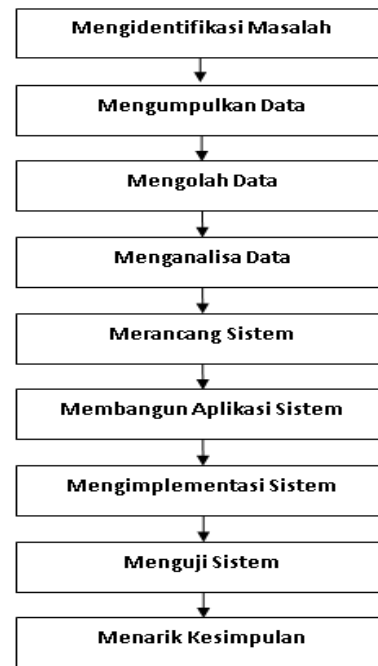 Mengidentifikasi Masalah
Mengumpulkan Data
Mengolah Data
Menganalisa Data
Merancang Sistem
Membangun Aplikasi Sistem
Mengimplementasi Sistem
Menguji Sistem
Menarik Kesimpulan